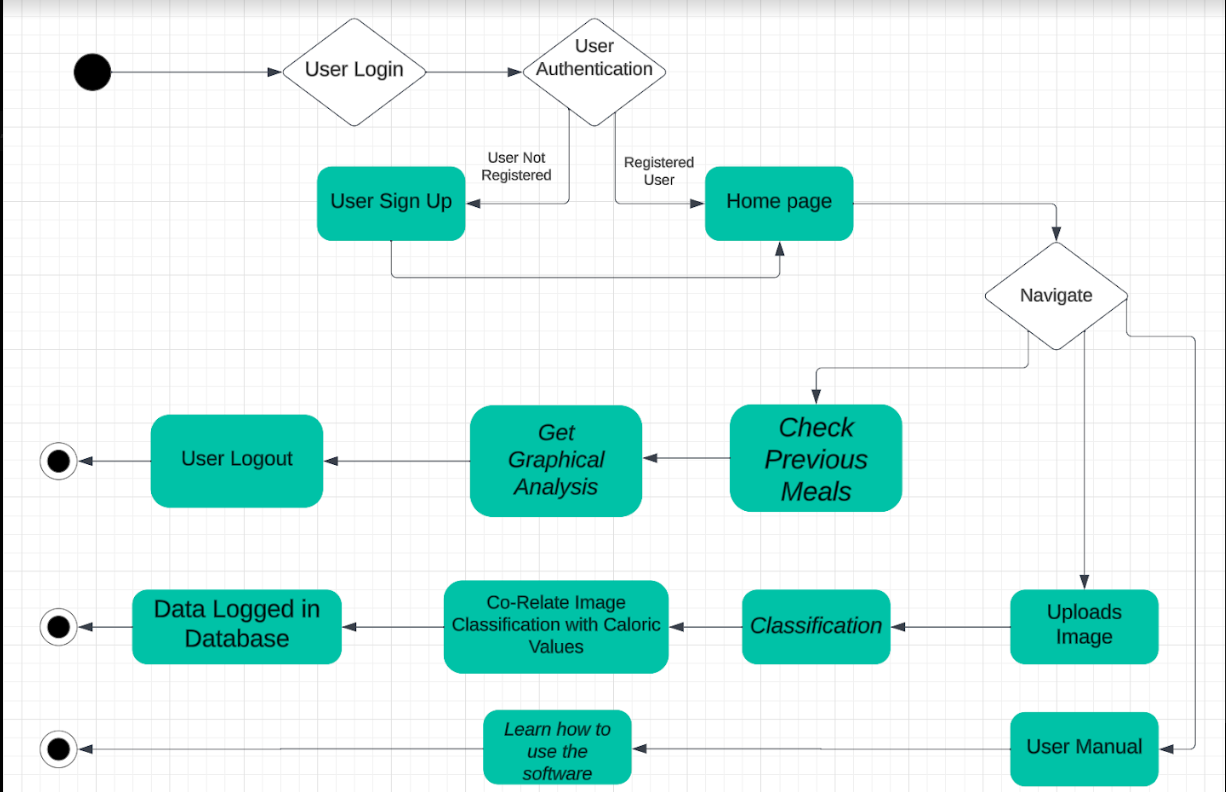 User Login
User
Authentication
User Not
Registered
Registered
User
User Sign Up
Home page
Navigate
Check
Previous
Meals
Get
Graphical
Analysis
User Logout
Uploads
Image
Classification
Co-Relate Image
Classification with Caloric
Values
Data Logged in
Database
User Manual
Learn how to
use the
software